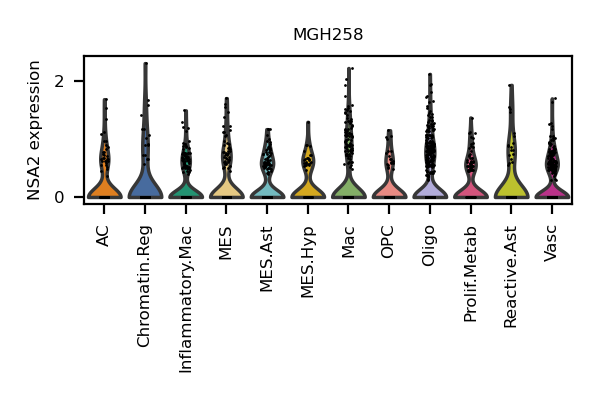 MGH258
NSA2 expression
2
0
AC
Chromatin.Reg
Inflammatory.Mac
MES
MES.Ast
MES.Hyp
Mac
OPC
Oligo
Prolif.Metab
Reactive.Ast
Vasc